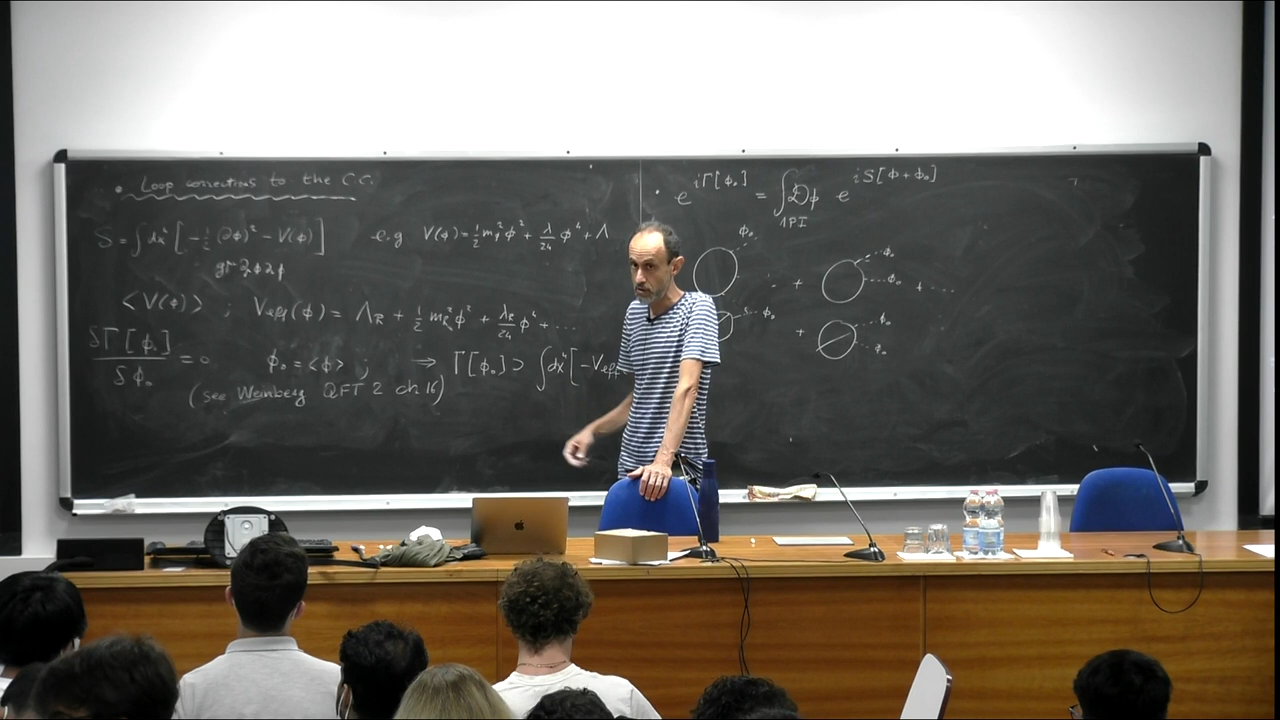 • Loop corrections to the C.C.
S = ∫dx⁴ [-½ (∂ϕ)² - V(ϕ)] e.g V(ϕ) = ½ m² ϕ² + λ/24 ϕ⁴ + Λ
<V(ϕ)> ; V_eff(ϕ) = Λ_R + ½ m_R² ϕ² + λ_R/24 ϕ⁴ + ...
δΓ[ϕ₀]/δϕ₀ = 0 ϕ₀ = <ϕ> ; ⇒ Γ[ϕ₀] ⊃ ∫dx⁴ [-V_eff
(see Weinberg QFT 2 ch. 16)
• e^{iΓ[ϕ₀]} = ∫_{1PI} 𝒟ϕ e^{iS[ϕ+ϕ₀]}
ϕ₀ + ϕ₀ ϕ₀ + ...
ϕ₀ + ϕ₀ ϕ₀